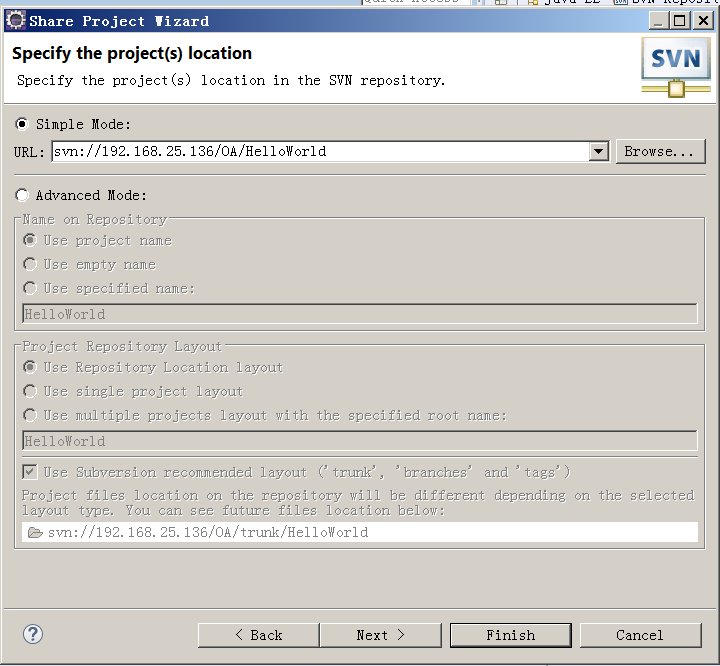 Share Project Wizard
Specify the project(s) location
Specify the project(s) location in the SVN repository.
SVN
Simple Mode:
URL: svn://192.168.25.136/OA/HelloWorld
Browse...
Advanced Mode:
Name on Repository
Use project name
Use empty name
Use specified name:
HelloWorld
Project Repository Layout
Use Repository Location layout
Use single project layout
Use multiple projects layout with the specified root name:
HelloWorld
Use Subversion recommended layout ('trunk', 'branches' and 'tags')
Project files location on the repository will be different depending on the selected
layout type. You can see future files location below:
svn://192.168.25.136/OA/trunk/HelloWorld
?
< Back
Next >
Finish
Cancel